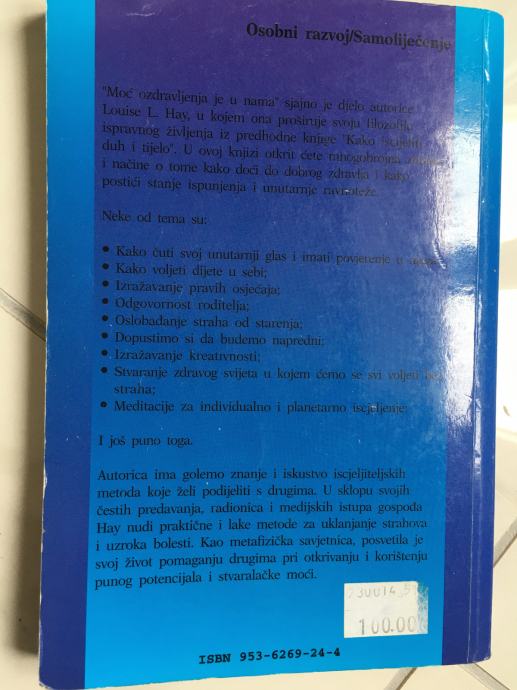 Osobni razvoj/Samoliječenje
"Moć ozdravljenja je u nama" sjajno je djelo autorice
Louise L. Hay, u kojem ona proširuje svoju filozofiju
ispravnog življenja iz predhodne knjige "Kako iscijeliti
duh i tijelo". U ovoj knjizi otkrit ćete mnogobrojna
i načine o tome kako doći do dobrog zdravlja i kako
postići stanje ispunjenja i unutarnje ravnoteže.
Neke od tema su:
• Kako čuti svoj unutarnji glas i imati povjerenje u
• Kako voljeti dijete u sebi;
• Izražavanje pravih osjećaja;
• Odgovornost roditelja;
• Oslobađanje straha od starenja;
• Dopustimo si da budemo napredni;
• Izražavanje kreativnosti;
• Stvaranje zdravog svijeta u kojem ćemo se svi voljeti bez
straha;
• Meditacije za individualno i planetarno iscjeljenje;
I još puno toga.
Autorica ima golemo znanje i iskustvo iscjeljiteljskih
metoda koje želi podijeliti s drugima. U sklopu svojih
čestih predavanja, radionica i medijskih istupa gospođa
Hay nudi praktične i lake metode za uklanjanje strahova
i uzroka bolesti. Kao metafizička savjetnica, posvetila je
svoj život pomaganju drugima pri otkrivanju i korištenju
punog potencijala i stvaralačke moći.
100.00
ISBN 953-6269-24-4